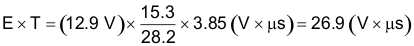 E × T = (12.9 V) × 15.3/28.2 × 3.85 (V × μs) = 26.9 (V × μs)